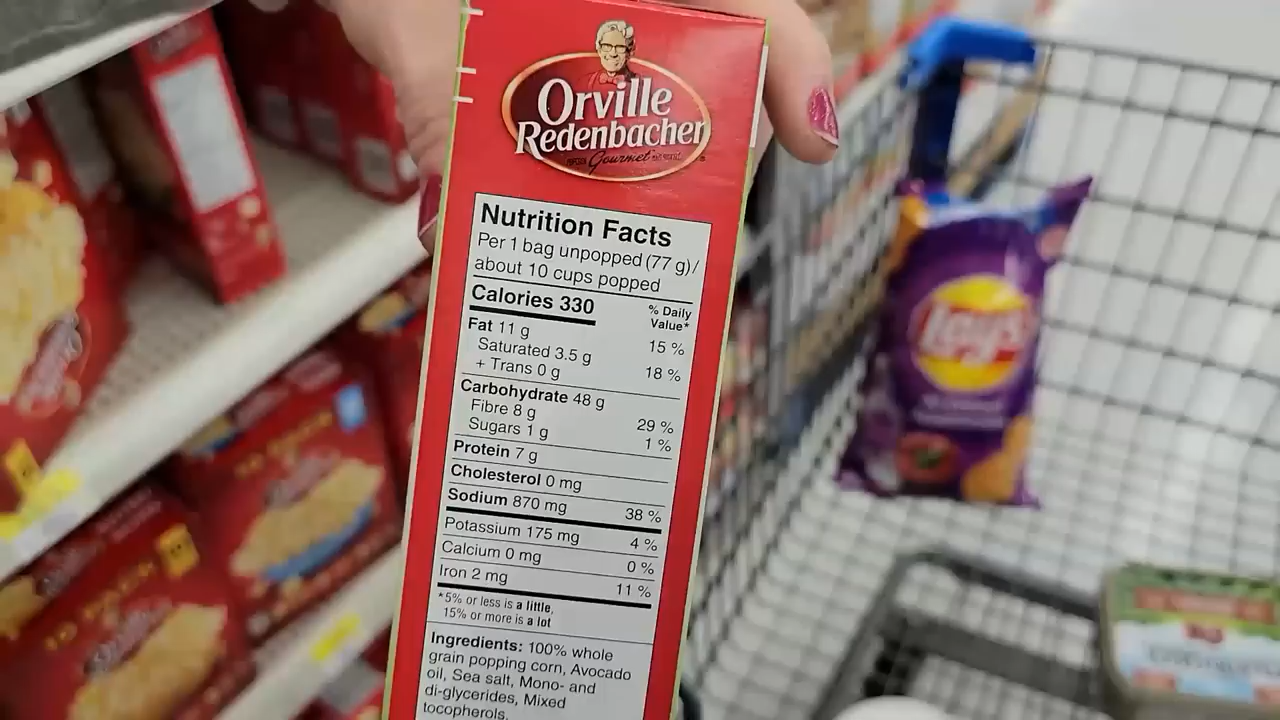 Orville
Redenbacher
Gourmet
Nutrition Facts
Per 1 bag unpopped (77 g)/
about 10 cups popped
Calories 330
% Daily
Value*
Fat 11 g 15 %
Saturated 3.5 g
+ Trans 0 g 18 %
Carbohydrate 48 g
Fibre 8 g 29 %
Sugars 1 g 1 %
Protein 7 g
Cholesterol 0 mg
Sodium 870 mg 38 %
Potassium 175 mg 4 %
Calcium 0 mg 0 %
Iron 2 mg 11 %
*5% or less is a little,
15% or more is a lot
Ingredients: 100% whole
grain popping corn, Avocado
oil, Sea salt, Mono- and
di-glycerides, Mixed
tocopherols.
Lay's